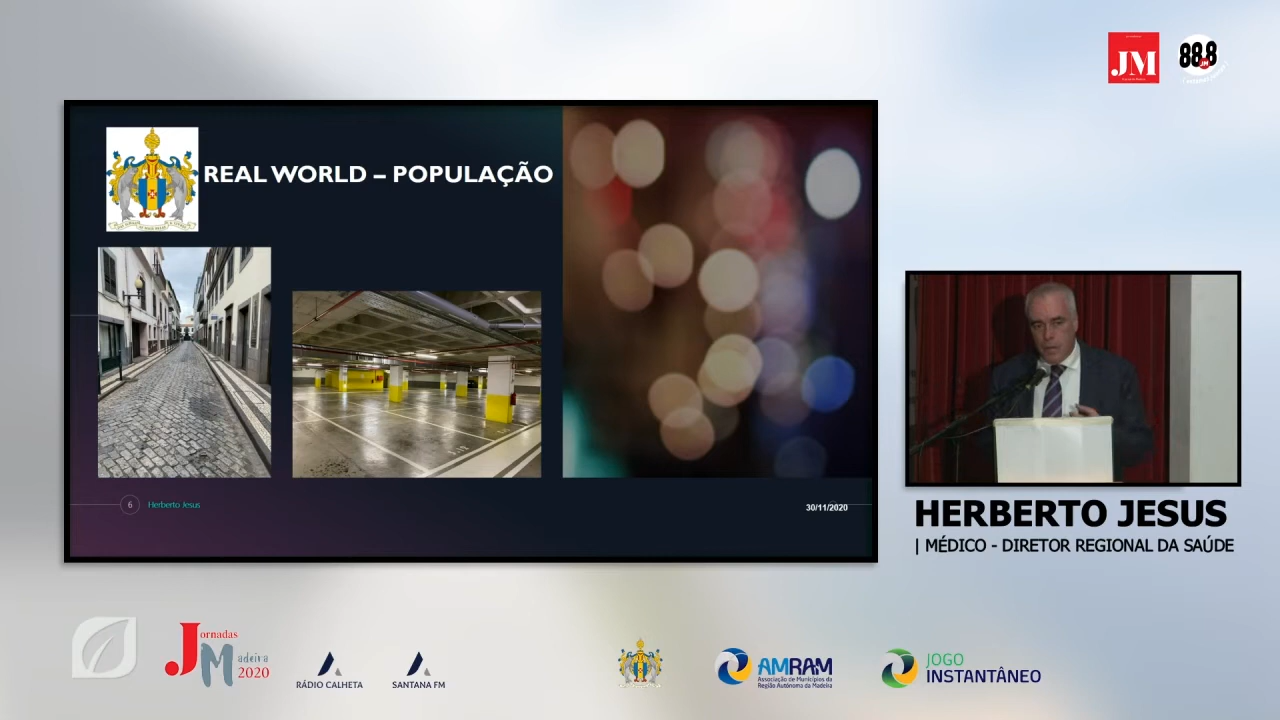 JM
88.8
JM
REAL WORLD – POPULAÇÃO
6
Herberto Jesus
30/11/2020
HERBERTO JESUS
| MÉDICO - DIRETOR REGIONAL DA SAÚDE
Jornadas
Madeira
2020
RÁDIO CALHETA
SANTANA FM
AMRAM
Associação de Municípios da
Região Autónoma da Madeira
JOGO
INSTANTÂNEO